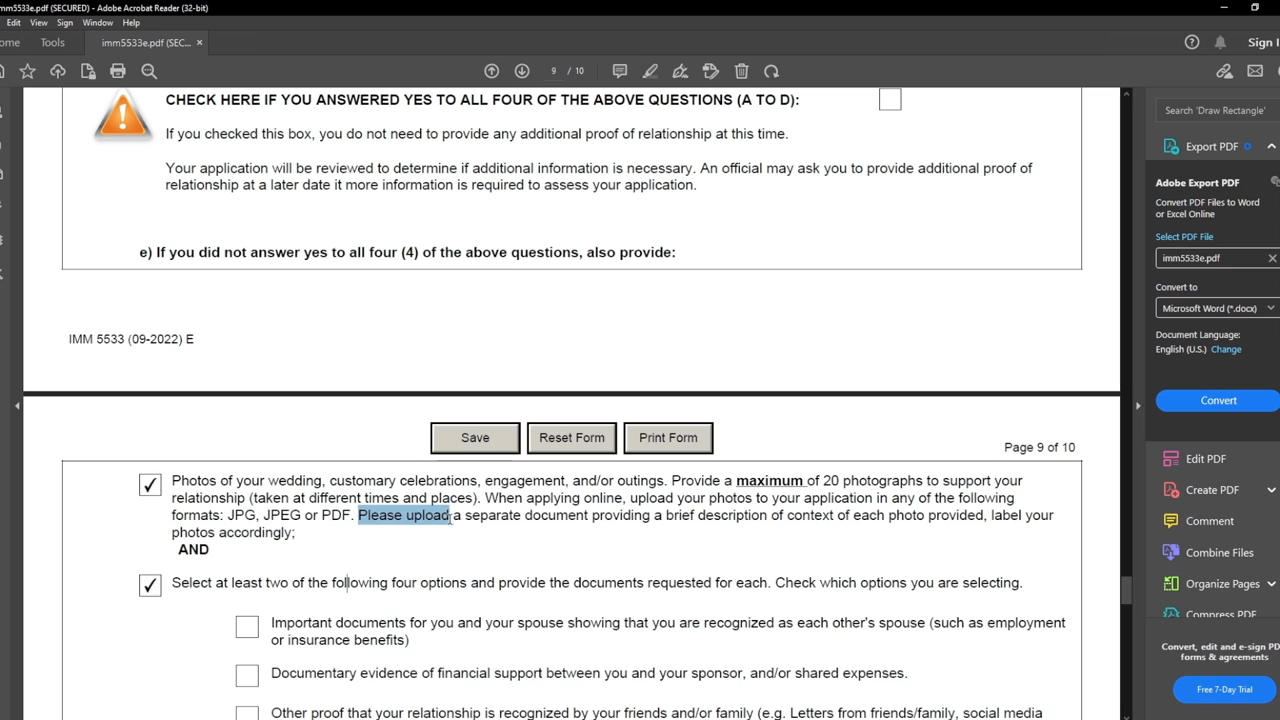 imm5533e.pdf (SECURED) - Adobe Acrobat Reader (32-bit)
Edit View Sign Window Help
Tools
imm5533e.pdf (SEC... ×
Sign
9 / 10
CHECK HERE IF YOU ANSWERED YES TO ALL FOUR OF THE ABOVE QUESTIONS (A TO D):
If you checked this box, you do not need to provide any additional proof of relationship at this time.
Your application will be reviewed to determine if additional information is necessary. An official may ask you to provide additional proof of
relationship at a later date it more information is required to assess your application.
e) If you did not answer yes to all four (4) of the above questions, also provide:
IMM 5533 (09-2022) E
Save Reset Form Print Form
Page 9 of 10
Photos of your wedding, customary celebrations, engagement, and/or outings. Provide a maximum of 20 photographs to support your
relationship (taken at different times and places). When applying online, upload your photos to your application in any of the following
formats: JPG, JPEG or PDF. Please upload a separate document providing a brief description of context of each photo provided, label your
photos accordingly;
AND
Select at least two of the following four options and provide the documents requested for each. Check which options you are selecting.
Important documents for you and your spouse showing that you are recognized as each other's spouse (such as employment
or insurance benefits)
Documentary evidence of financial support between you and your sponsor, and/or shared expenses.
Other proof that your relationship is recognized by your friends and/or family (e.g. Letters from friends/family, social media
Search 'Draw Rectangle'
Export PDF
Adobe Export PDF
Convert PDF Files to Word
or Excel Online
Select PDF File
imm5533e.pdf
Convert to
Microsoft Word (*.docx)
Document Language:
English (U.S.) Change
Convert
Edit PDF
Create PDF
Comment
Combine Files
Organize Pages
Compress PDF
Convert, edit and e-sign PD
forms & agreements
Free 7-Day Trial